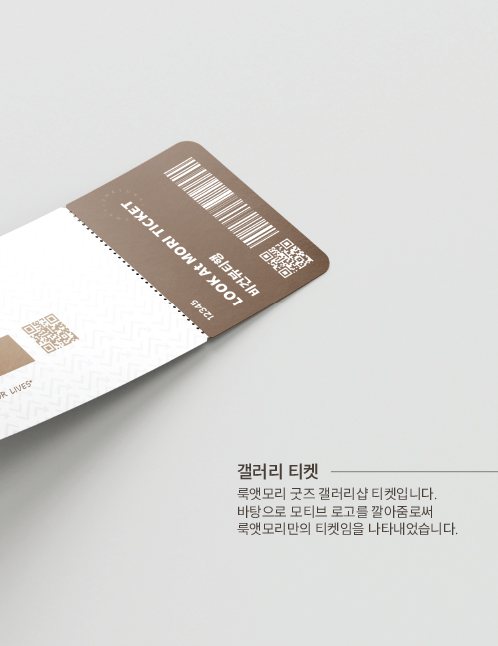 LOOK At MORI TICKET
비건뷰티램
12345
UR LIVES"
갤러리 티켓
룩앳모리 굿즈 갤러리샵 티켓입니다.
바탕으로 모티브 로고를 깔아줌로써
룩앳모리만의 티켓임을 나타내었습니다.